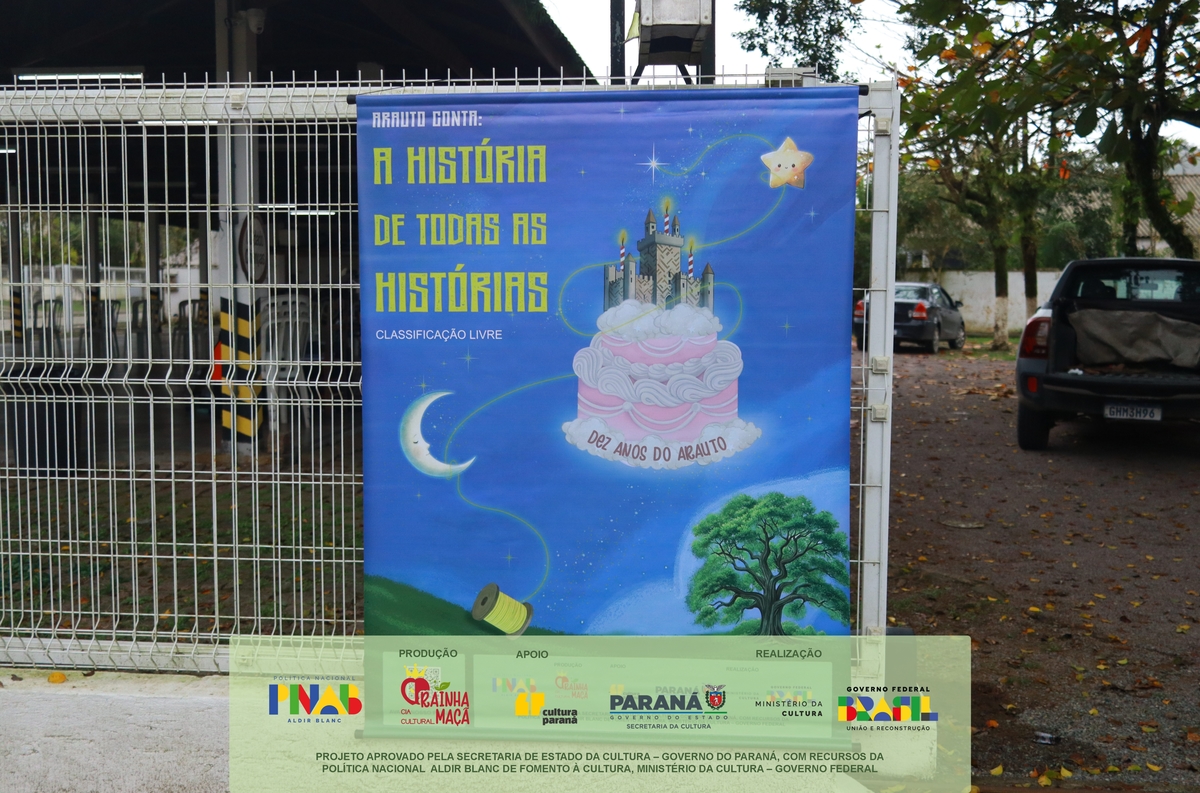 ARAUTO CONTA:
A HISTÓRIA
DE TODAS AS
HISTÓRIAS
CLASSIFICAÇÃO LIVRE
DEZ ANOS DO ARAUTO
GHM3H96
PRODUÇÃO
APOIO
REALIZAÇÃO
POLÍTICA NACIONAL
PNAB
ALDIR BLANC
CIA CULTURAL
RAINHA MAÇÃ
cultura
paraná
PARANÁ
GOVERNO DO ESTADO
SECRETARIA DA CULTURA
MINISTÉRIO DA
CULTURA
GOVERNO FEDERAL
BRASIL
UNIÃO E RECONSTRUÇÃO
PROJETO APROVADO PELA SECRETARIA DE ESTADO DA CULTURA – GOVERNO DO PARANÁ, COM RECURSOS DA
POLÍTICA NACIONAL ALDIR BLANC DE FOMENTO À CULTURA, MINISTÉRIO DA CULTURA – GOVERNO FEDERAL